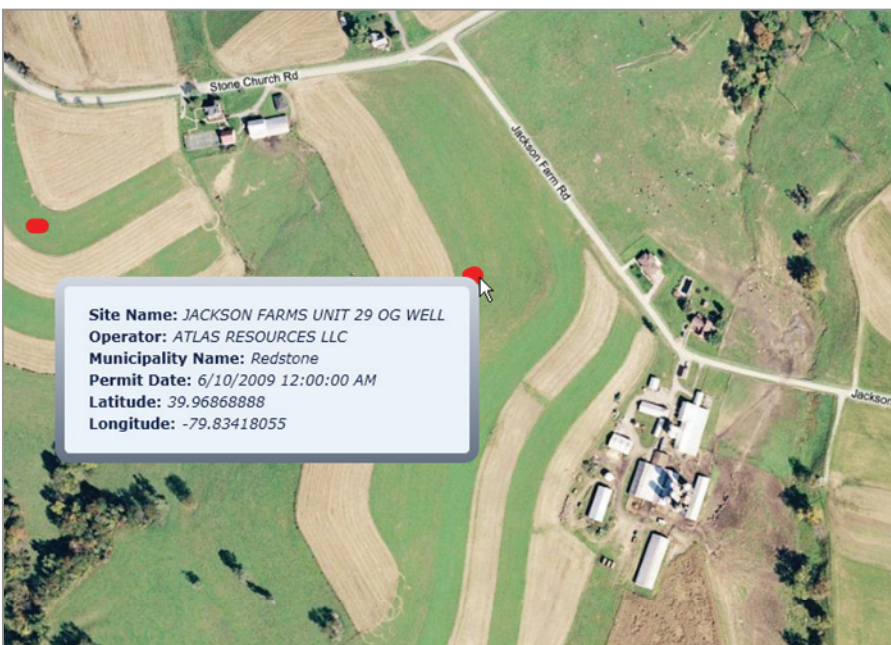 Stone Church Rd
Jackson Farm Rd
Site Name: JACKSON FARMS UNIT 29 OG WELL
Operator: ATLAS RESOURCES LLC
Municipality Name: Redstone
Permit Date: 6/10/2009 12:00:00 AM
Latitude: 39.96868888
Longitude: -79.83418055
Jackson